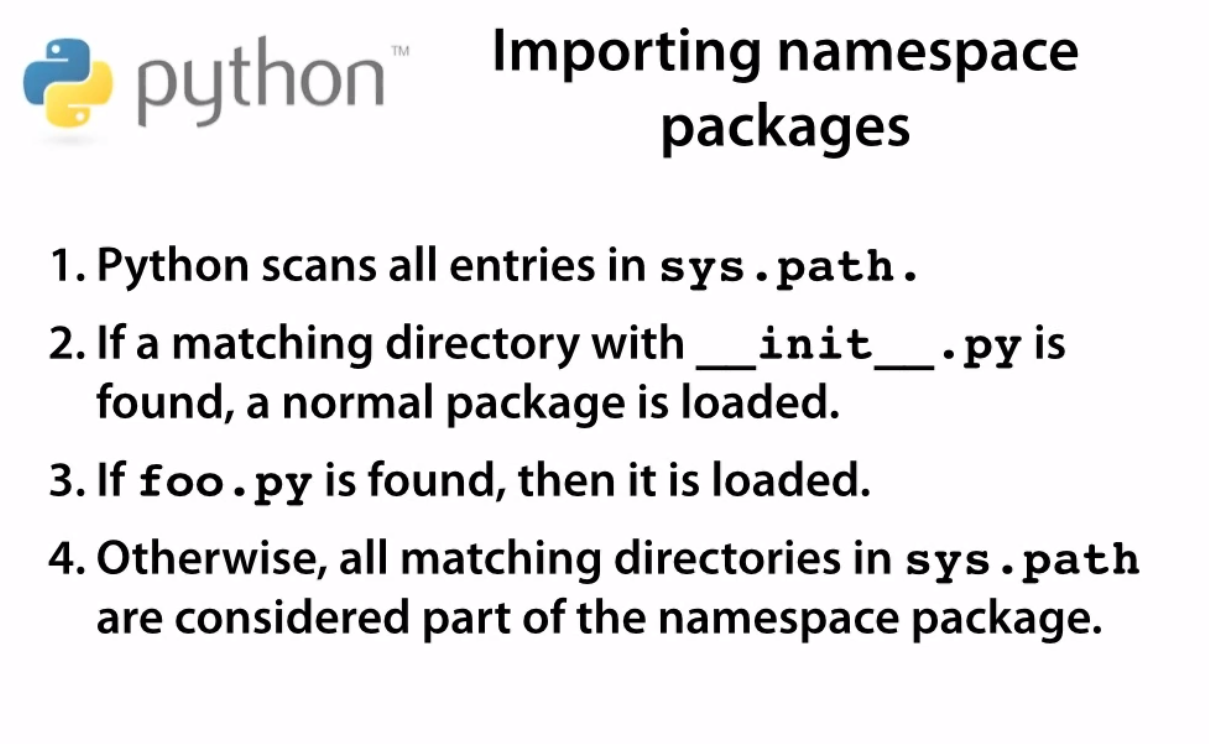 python™
Importing namespace
packages
1. Python scans all entries in sys.path.
2. If a matching directory with __init__.py is
found, a normal package is loaded.
3. If foo.py is found, then it is loaded.
4. Otherwise, all matching directories in sys.path
are considered part of the namespace package.